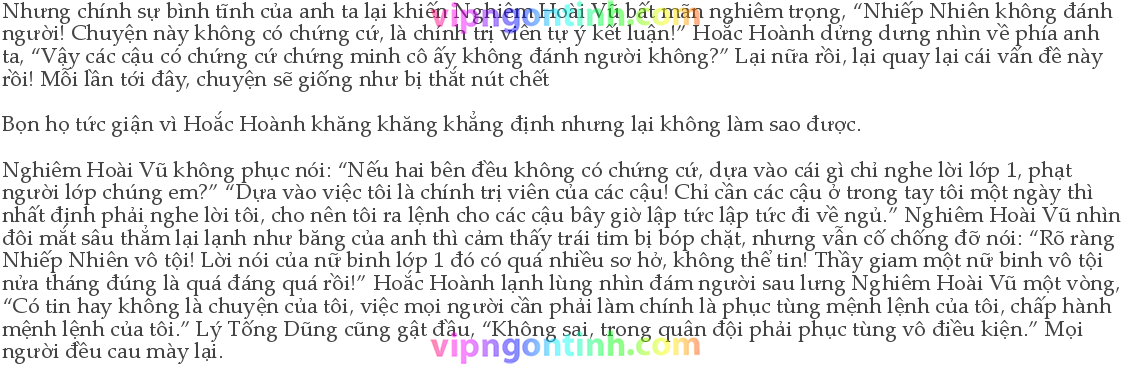 Nhưng chính sự bình tĩnh của anh ta lại khiến Nghiêm Hoài Vũ bất mãn nghiêm trọng, “Nhiếp Nhiên không đánh
vipngontinh.com
người! Chuyện này không có chứng cứ, là chính trị viên tự ý kết luận!” Hoắc Hoành dửng dưng nhìn về phía anh
ta, “Vậy các cậu có chứng cứ chứng minh cô ấy không đánh người không?” Lại nữa rồi, lại quay lại cái vấn đề này
rồi! Mỗi lần tới đây, chuyện sẽ giống như bị thắt nút chết
Bọn họ tức giận vì Hoắc Hoành khăng khăng khẳng định nhưng lại không làm sao được.
Nghiêm Hoài Vũ không phục nói: “Nếu hai bên đều không có chứng cứ, dựa vào cái gì chỉ nghe lời lớp 1, phạt
người lớp chúng em?” “Dựa vào việc tôi là chính trị viên của các cậu! Chỉ cần các cậu ở trong tay tôi một ngày thì
nhất định phải nghe lời tôi, cho nên tôi ra lệnh cho các cậu bây giờ lập tức lập tức đi về ngủ.” Nghiêm Hoài Vũ nhìn
đôi mắt sâu thẳm lại lạnh như băng của anh thì cảm thấy trái tim bị bóp chặt, nhưng vẫn cố chống đỡ nói: “Rõ ràng
Nhiếp Nhiên vô tội! Lời nói của nữ binh lớp 1 đó có quá nhiều sơ hở, không thể tin! Thầy giam một nữ binh vô tội
nửa tháng đúng là quá đáng quá rồi!” Hoắc Hoành lạnh lùng nhìn đám người sau lưng Nghiêm Hoài Vũ một vòng,
“Có tin hay không là chuyện của tôi, việc mọi người cần phải làm chính là phục tùng mệnh lệnh của tôi, chấp hành
mệnh lệnh của tôi.” Lý Tống Dũng cũng gật đầu, “Không sai, trong quân đội phải phục tùng vô điều kiện.” Mọi
người đều cau mày lại.
vipngontinh.com